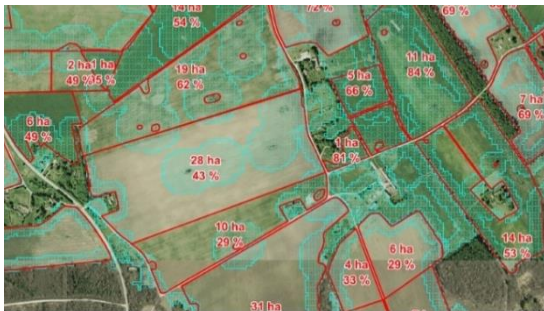 14 ha
54 %
72 %
69 %
2 ha
49 %
19 ha
62 %
5 ha
66 %
11 ha
84 %
7 ha
69 %
6 ha
49 %
28 ha
43 %
1 ha
81 %
10 ha
29 %
4 ha
33 %
6 ha
29 %
14 ha
53 %
31 ha